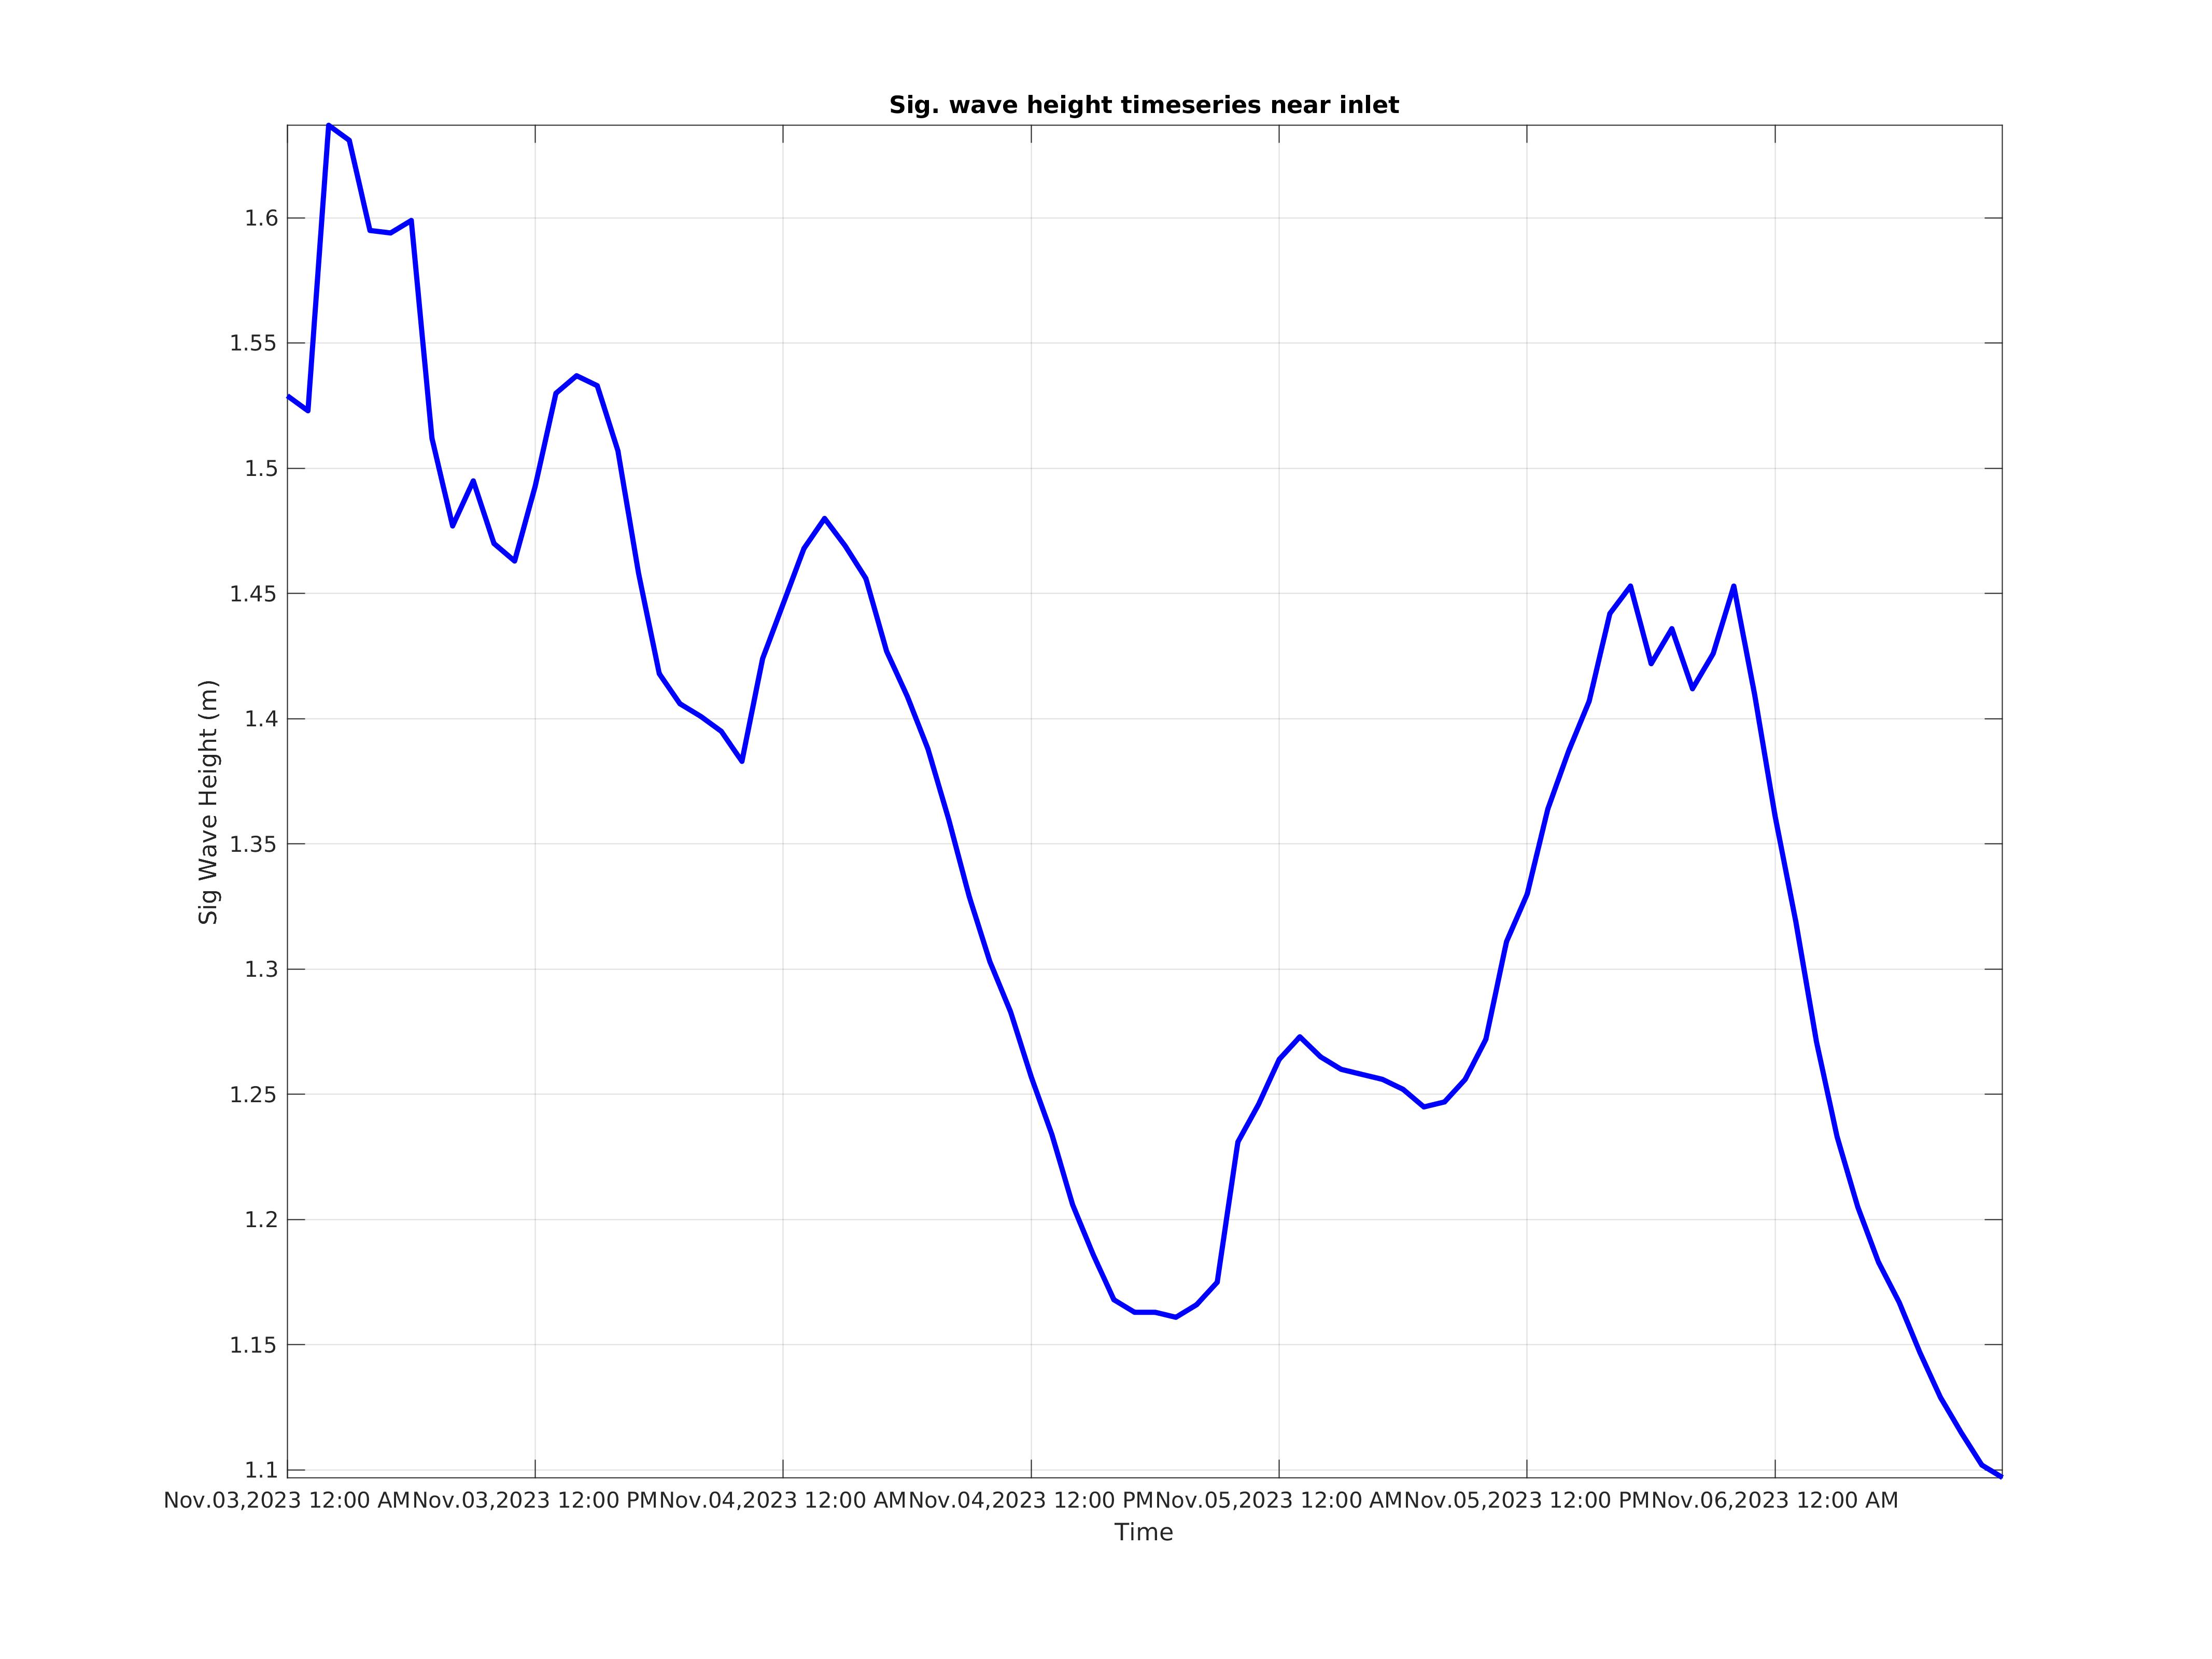 Sig. wave height timeseries near inlet
1.6
1.55
1.5
1.45
1.4
1.35
1.3
1.25
1.2
1.15
1.1
Sig Wave Height (m)
Nov.03,2023 12:00 AM Nov.03,2023 12:00 PM Nov.04,2023 12:00 AM Nov.04,2023 12:00 PM Nov.05,2023 12:00 AM Nov.05,2023 12:00 PM Nov.06,2023 12:00 AM
Time